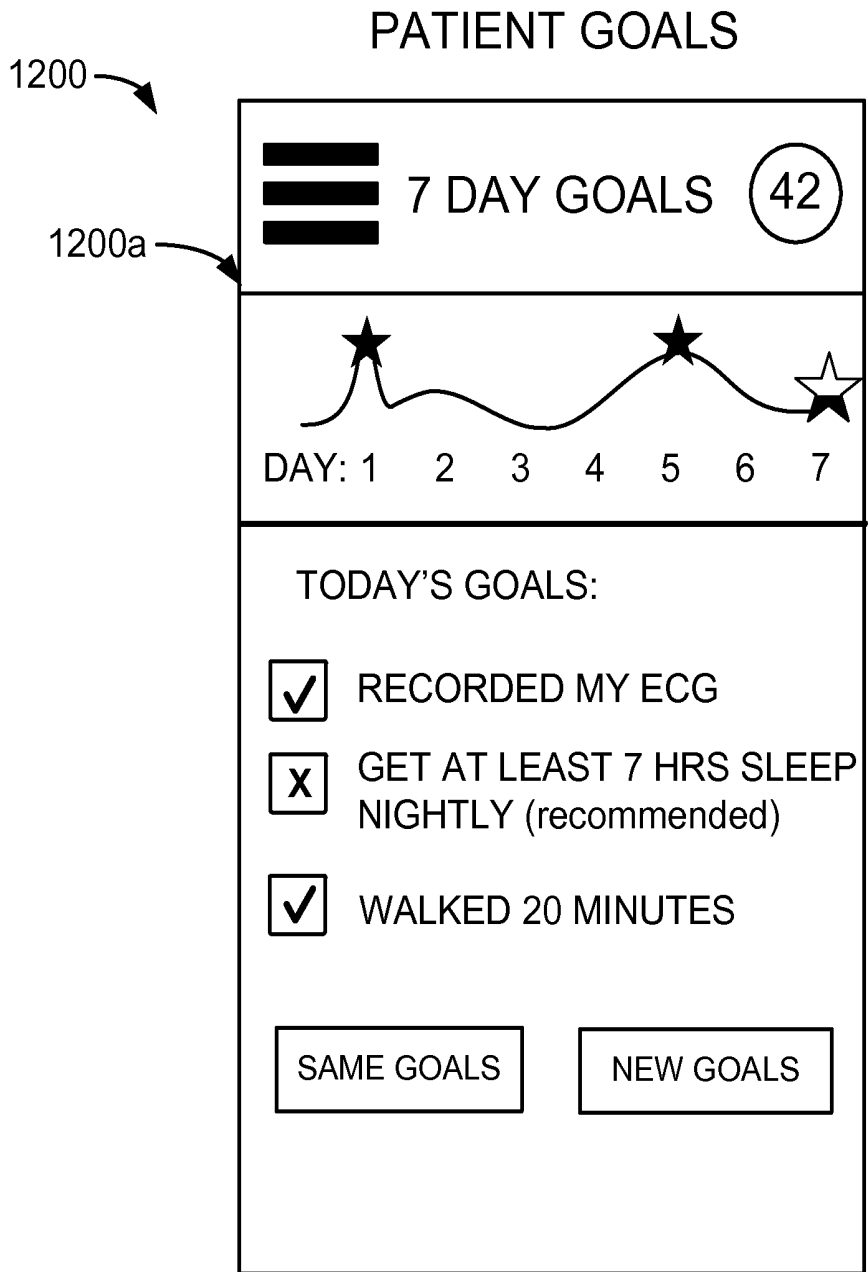 PATIENT GOALS
1200
7 DAY GOALS 42
1200a
DAY: 1 2 3 4 5 6 7
TODAY'S GOALS:
✓ RECORDED MY ECG
X GET AT LEAST 7 HRS SLEEP
NIGHTLY (recommended)
✓ WALKED 20 MINUTES
SAME GOALS NEW GOALS